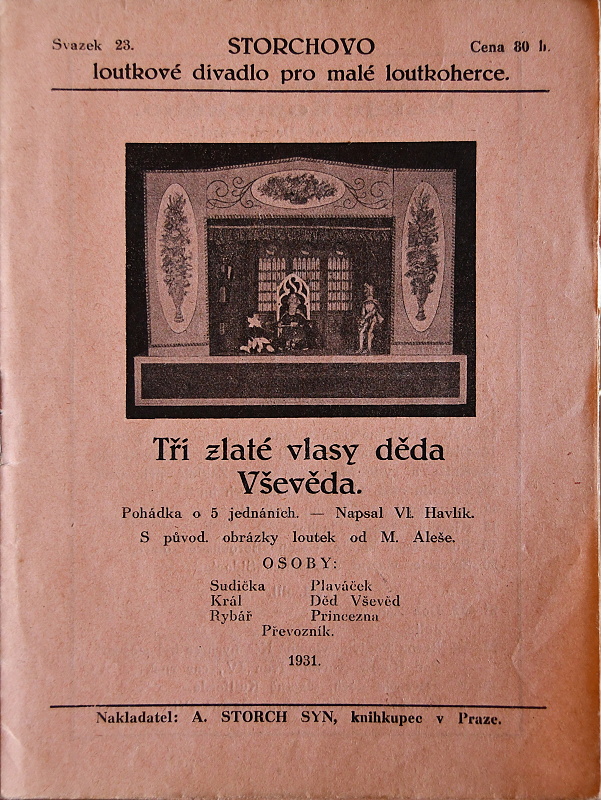 Svazek 23.
STORCHOVO
Cena 80 h.
loutkové divadlo pro malé loutkoherce.
Tři zlaté vlasy děda
Vševěda.
Pohádka o 5 jednáních. — Napsal Vl. Havlík.
S původ. obrázky loutek od M. Aleše.
OSOBY:
Sudička Plaváček
Král Děd Vševěd
Rybář Princezna
Převozník.
1931.
Nakladatel: A. STORCH SYN, knihkupec v Praze.